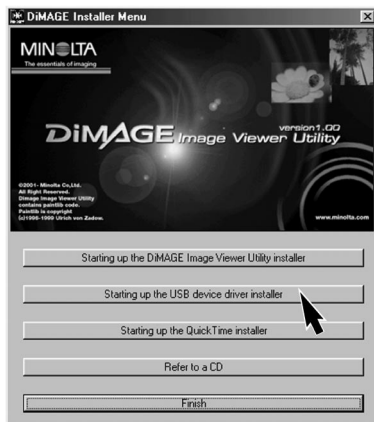 DiMAGE Installer Menu
MINOLTA
The essentials of imaging
DiMAGE Image Viewer Utility
version1.00
©2001- Minolta Co,Ltd.
All Right Reserved.
Dimage Image Viewer Utility
contains paintlib code.
Paintlib is copyright
(c)1996-1999 Ulrich von Zadow.
www.minolta.com
Starting up the DiMAGE Image Viewer Utility installer
Starting up the USB device driver installer
Starting up the QuickTime installer
Refer to a CD
Finish